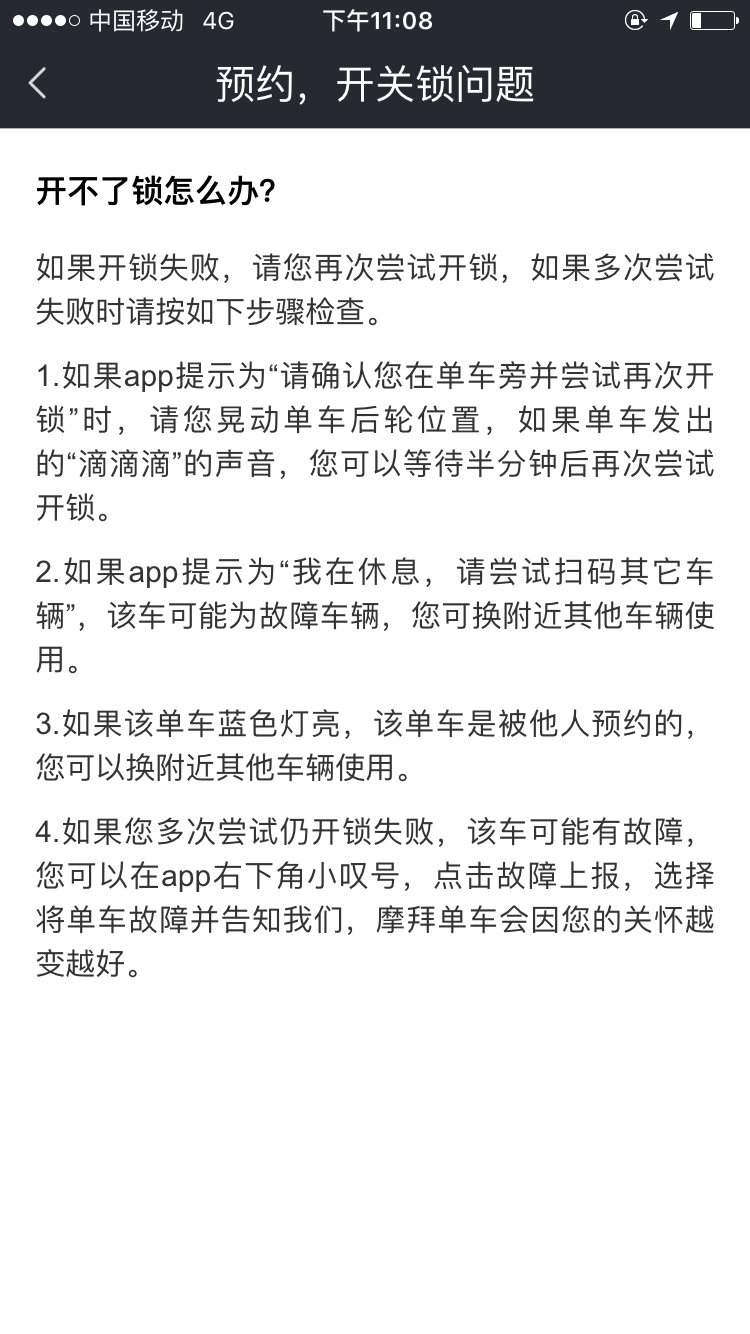 中国移动 4G 下午11:08
预约，开关锁问题
开不了锁怎么办?
如果开锁失败，请您再次尝试开锁，如果多次尝试
失败时请按如下步骤检查。
1.如果app提示为“请确认您在单车旁并尝试再次开
锁”时，请您晃动单车后轮位置，如果单车发出
的“滴滴滴”的声音，您可以等待半分钟后再次尝试
开锁。
2.如果app提示为“我在休息，请尝试扫码其它车
辆”，该车可能为故障车辆，您可换附近其他车辆使
用。
3.如果该单车蓝色灯亮，该单车是被他人预约的，
您可以换附近其他车辆使用。
4.如果您多次尝试仍开锁失败，该车可能有故障，
您可以在app右下角小叹号，点击故障上报，选择
将单车故障并告知我们，摩拜单车会因您的关怀越
变越好。